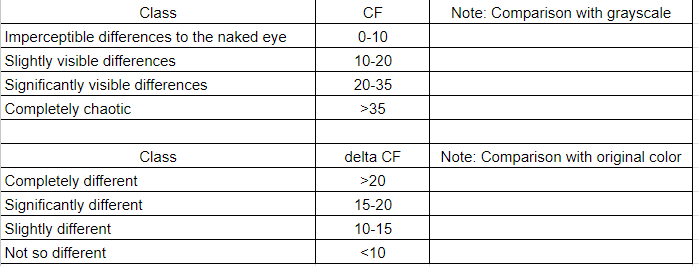 Class CF Note: Comparison with grayscale
Imperceptible differences to the naked eye 0-10
Slightly visible differences 10-20
Significantly visible differences 20-35
Completely chaotic >35
Class delta CF Note: Comparison with original color
Completely different >20
Significantly different 15-20
Slightly different 10-15
Not so different <10